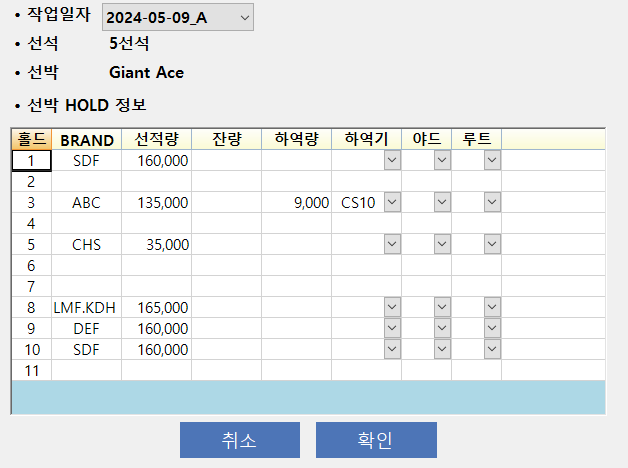 • 작업일자 2024-05-09_A
• 선석 5선석
• 선박 Giant Ace
• 선박 HOLD 정보
홀드 BRAND 선적량 잔량 하역량 하역기 야드 루트
1 SDF 160,000
2
3 ABC 135,000 9,000 CS10
4
5 CHS 35,000
6
7
8 LMF.KDH 165,000
9 DEF 160,000
10 SDF 160,000
11
취소 확인